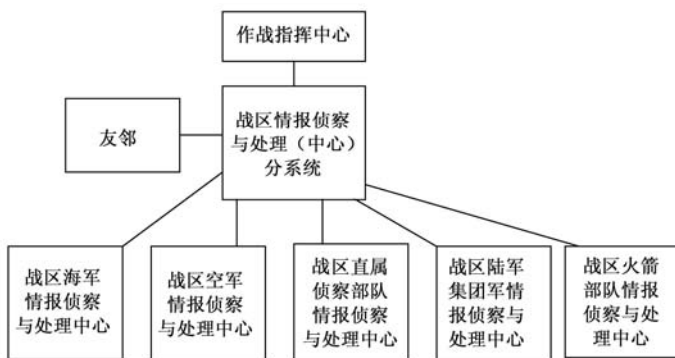 作战指挥中心
友邻
战区情报侦察
与处理（中心）
分系统
战区海军
情报侦察
与处理中心
战区空军
情报侦察
与处理中心
战区直属
侦察部队
情报侦察
与处理中心
战区陆军
集团军情
报侦察与
处理中心
战区火箭
部队情报
侦察与处
理中心